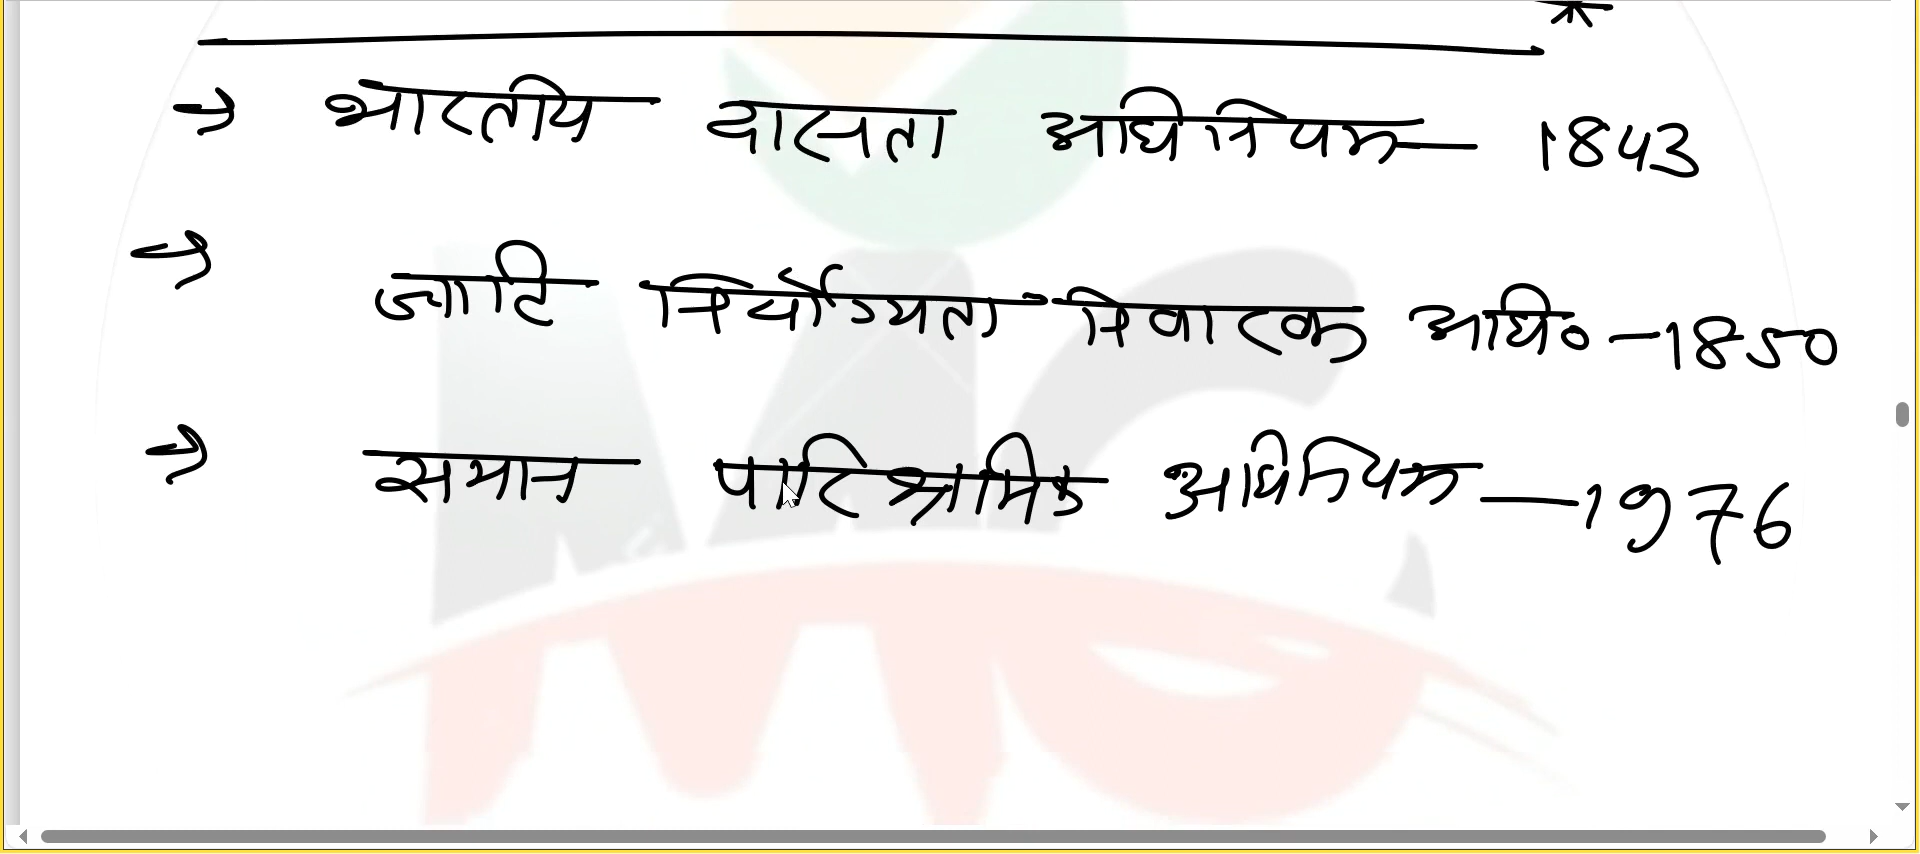 → भारतीय दासता अधिनियम — 1843
→ जाति निर्योग्यता निवारक अधि० – 1850
→ समान पारिश्रमिक अधिनियम — 1976